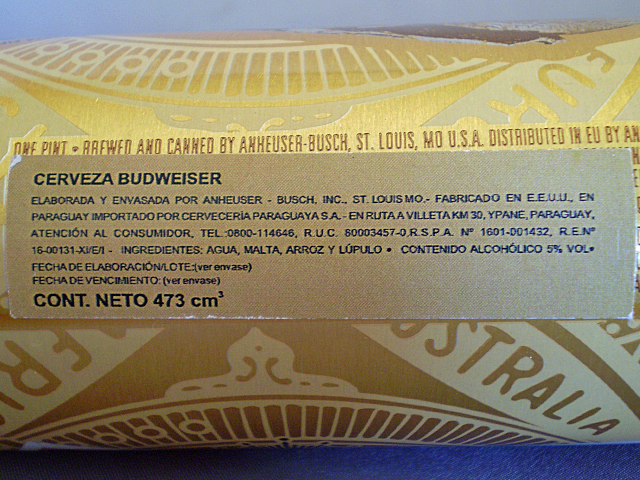 EUR
ONE PINT • BREWED AND CANNED BY ANHEUSER-BUSCH, ST. LOUIS, MO U.S.A. DISTRIBUTED IN EU BY AN
CERVEZA BUDWEISER
ELABORADA Y ENVASADA POR ANHEUSER - BUSCH, INC., ST. LOUIS MO.- FABRICADO EN E.E.U.U., EN
PARAGUAY IMPORTADO POR CERVECERÍA PARAGUAYA S.A. - EN RUTA A VILLETA KM 30, YPANE, PARAGUAY,
ATENCIÓN AL CONSUMIDOR, TEL.:0800-114646, R.U.C. 80003457-0.R.S.P.A. Nº 1601-001432, R.E.Nº
16-00131-XI/E/I - INGREDIENTES: AGUA, MALTA, ARROZ Y LÚPULO • CONTENIDO ALCOHÓLICO 5% VOL•
FECHA DE ELABORACIÓN/LOTE:(ver envase)
FECHA DE VENCIMIENTO: (ver envase)
CONT. NETO 473 cm³
AUSTRALIA